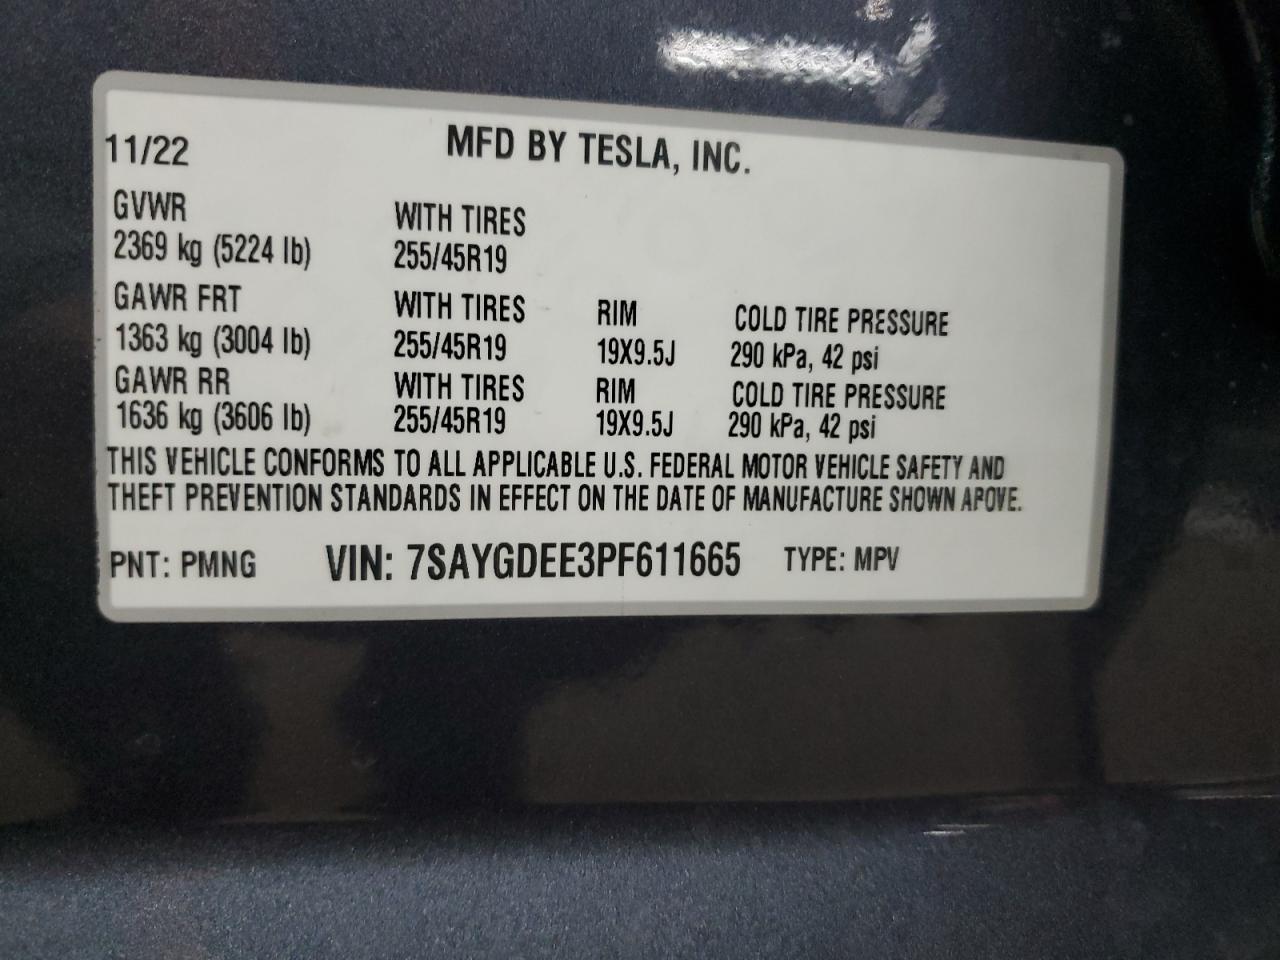 11/22 MFD BY TESLA, INC.
GVWR WITH TIRES
2369 kg (5224 lb) 255/45R19
GAWR FRT WITH TIRES RIM COLD TIRE PRESSURE
1363 kg (3004 lb) 255/45R19 19X9.5J 290 kPa, 42 psi
GAWR RR WITH TIRES RIM COLD TIRE PRESSURE
1636 kg (3606 lb) 255/45R19 19X9.5J 290 kPa, 42 psi
THIS VEHICLE CONFORMS TO ALL APPLICABLE U.S. FEDERAL MOTOR VEHICLE SAFETY AND
THEFT PREVENTION STANDARDS IN EFFECT ON THE DATE OF MANUFACTURE SHOWN APOVE.
PNT: PMNG VIN: 7SAYGDEE3PF611665 TYPE: MPV